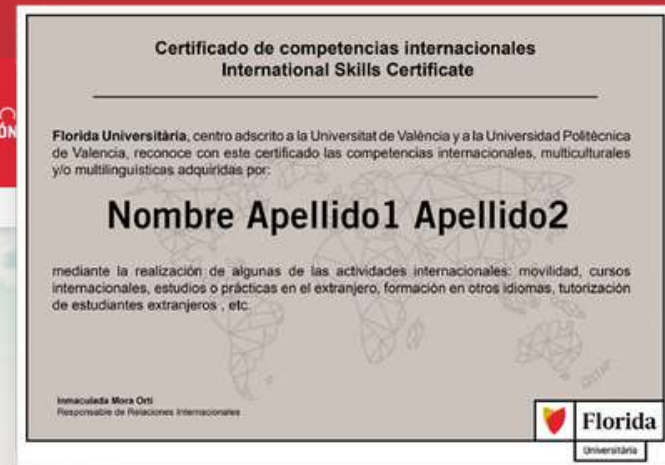 Certificado de competencias internacionales
International Skills Certificate
Florida Universitària, centro adscrito a la Universitat de València y a la Universidad Politécnica
de Valencia, reconoce con este certificado las competencias internacionales, multiculturales
y/o multilinguísticas adquiridas por:
Nombre Apellido1 Apellido2
mediante la realización de algunas de las actividades internacionales: movilidad, cursos
internacionales, estudios o prácticas en el extranjero, formación en otros idiomas, tutorización
de estudiantes extranjeros , etc.
Inmaculada Mora Orti
Responsable de Relaciones Internacionales
Florida
Universitària